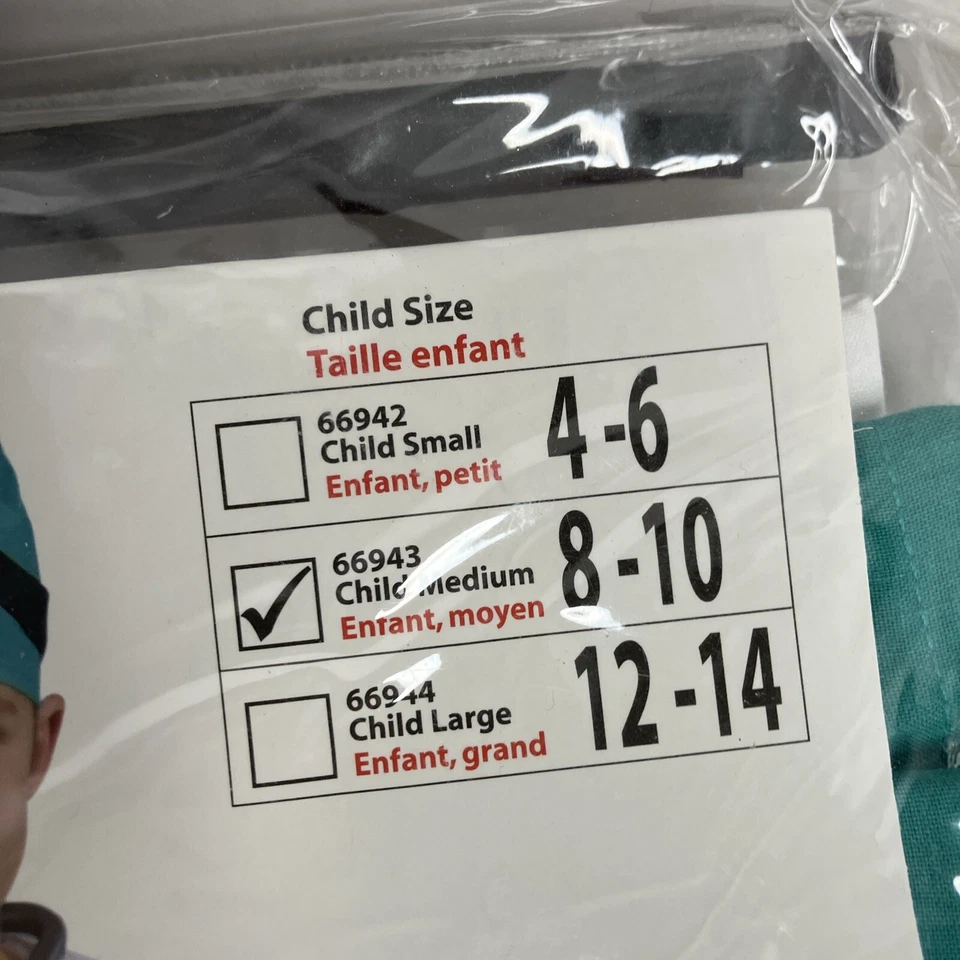 Child Size
Taille enfant
66942
Child Small
Enfant, petit
4-6
66943
Child Medium
Enfant, moyen
8-10
66944
Child Large
Enfant, grand
12-14